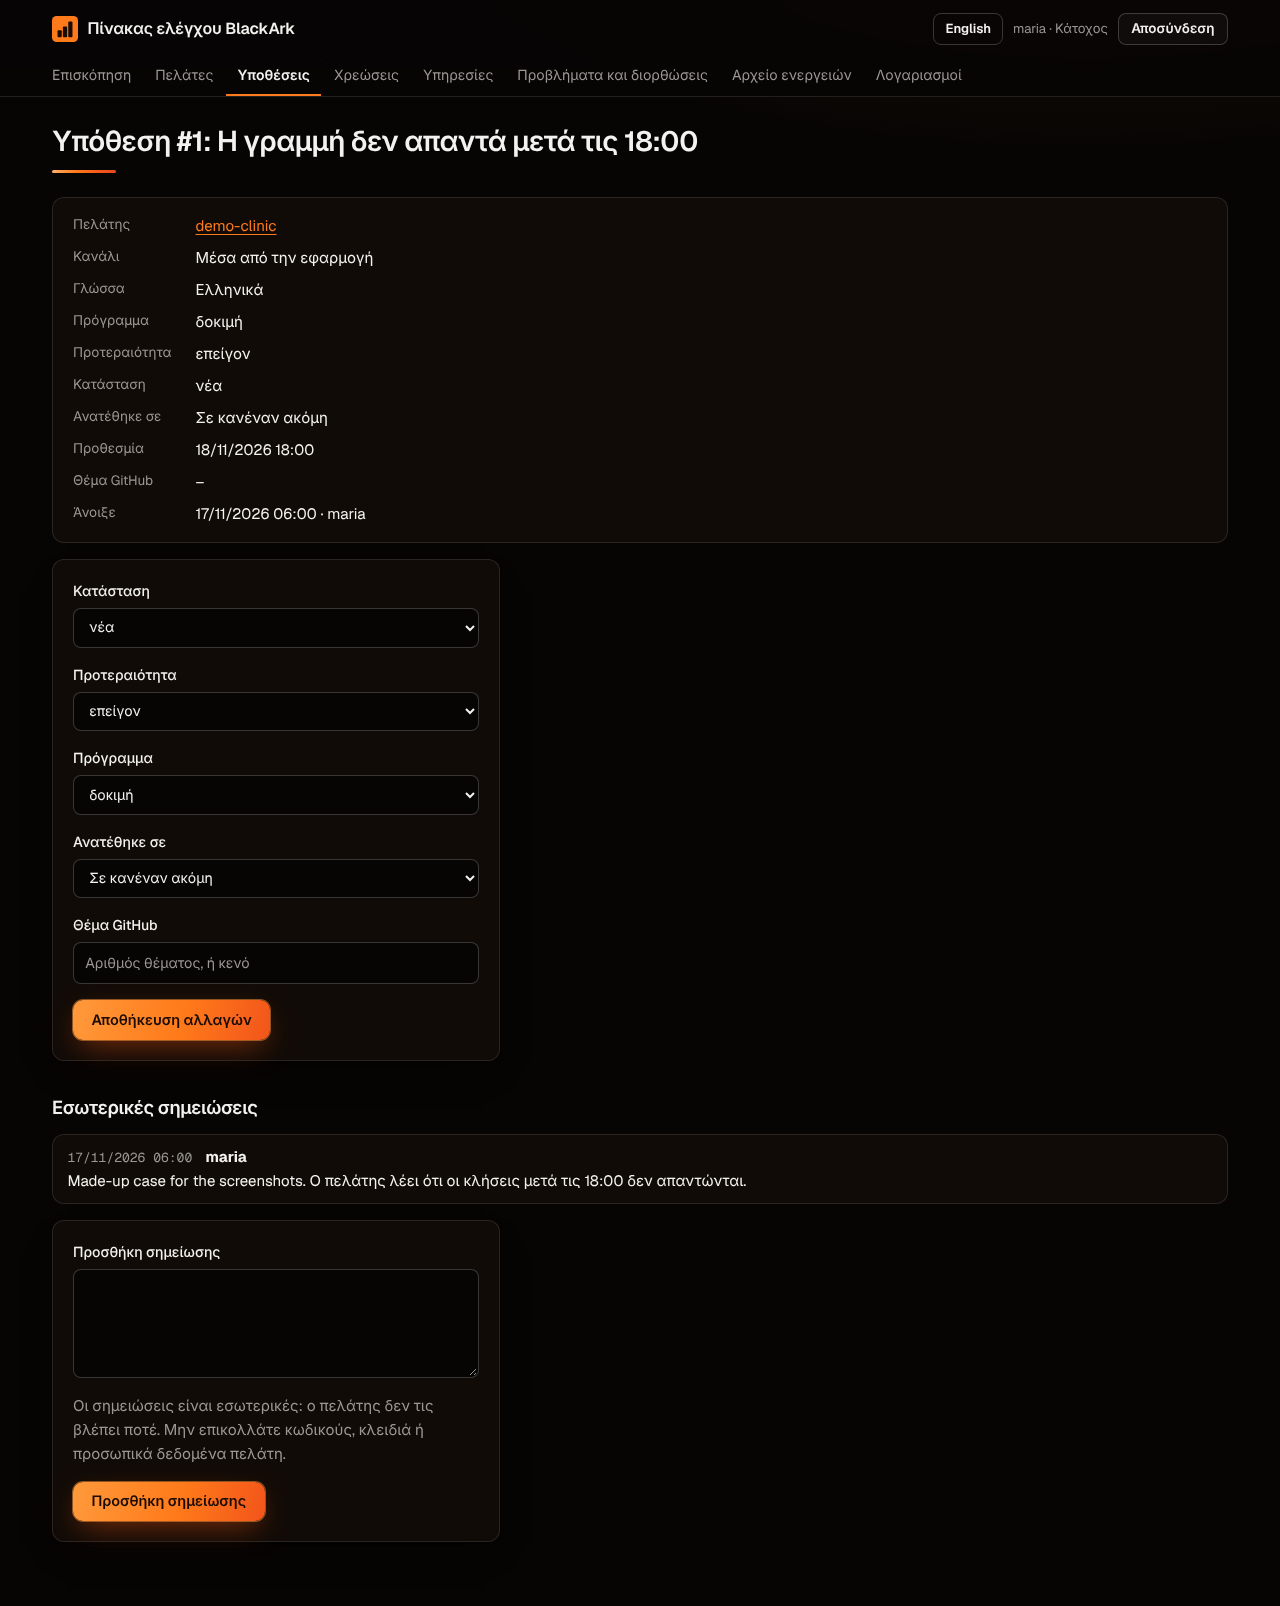 Πίνακας ελέγχου BlackArk
English
maria · Κάτοχος
Αποσύνδεση
Επισκόπηση
Πελάτες
Υποθέσεις
Χρεώσεις
Υπηρεσίες
Προβλήματα και διορθώσεις
Αρχείο ενεργειών
Λογαριασμοί
Υπόθεση #1: Η γραμμή δεν απαντά μετά τις 18:00
Πελάτης demo-clinic
Κανάλι Μέσα από την εφαρμογή
Γλώσσα Ελληνικά
Πρόγραμμα δοκιμή
Προτεραιότητα επείγον
Κατάσταση νέα
Ανατέθηκε σε Σε κανέναν ακόμη
Προθεσμία 18/11/2026 18:00
Θέμα GitHub –
Άνοιξε 17/11/2026 06:00 · maria
Κατάσταση
νέα
Προτεραιότητα
επείγον
Πρόγραμμα
δοκιμή
Ανατέθηκε σε
Σε κανέναν ακόμη
Θέμα GitHub
Αριθμός θέματος, ή κενό
Αποθήκευση αλλαγών
Εσωτερικές σημειώσεις
17/11/2026 06:00 maria
Made-up case for the screenshots. Ο πελάτης λέει ότι οι κλήσεις μετά τις 18:00 δεν απαντώνται.
Προσθήκη σημείωσης
Οι σημειώσεις είναι εσωτερικές: ο πελάτης δεν τις
βλέπει ποτέ. Μην επικολλάτε κωδικούς, κλειδιά ή
προσωπικά δεδομένα πελάτη.
Προσθήκη σημείωσης